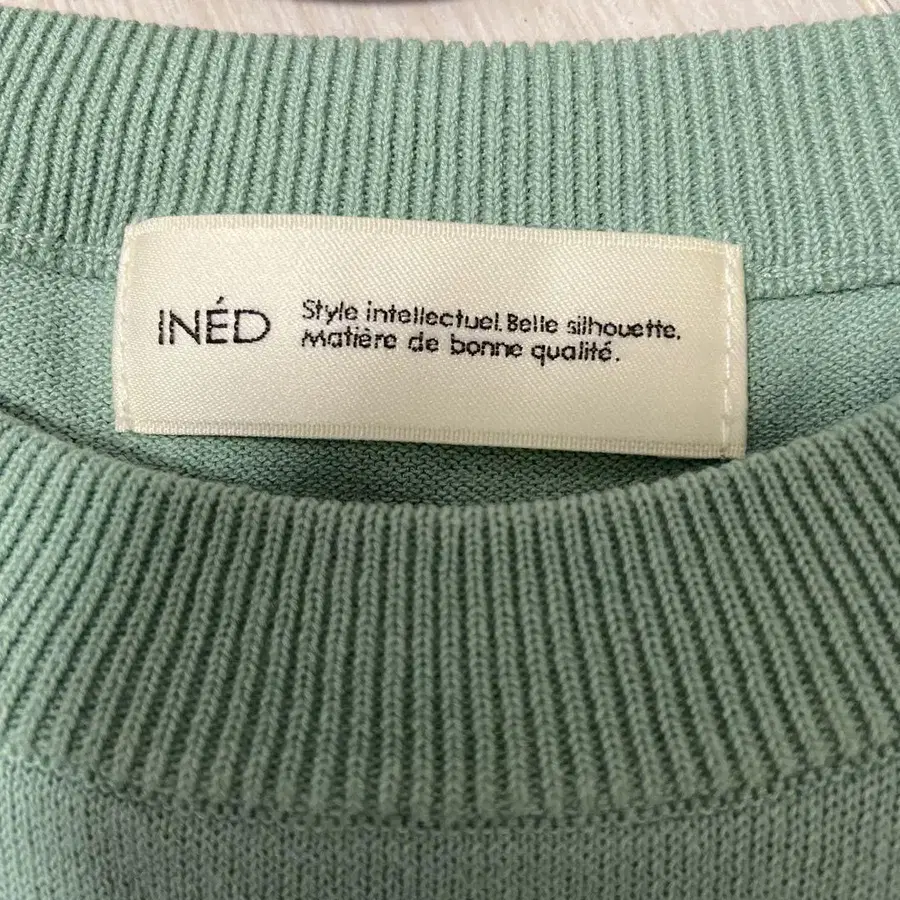 INÉD
Style intellectuel. Belle silhouette.
Matière de bonne qualité.